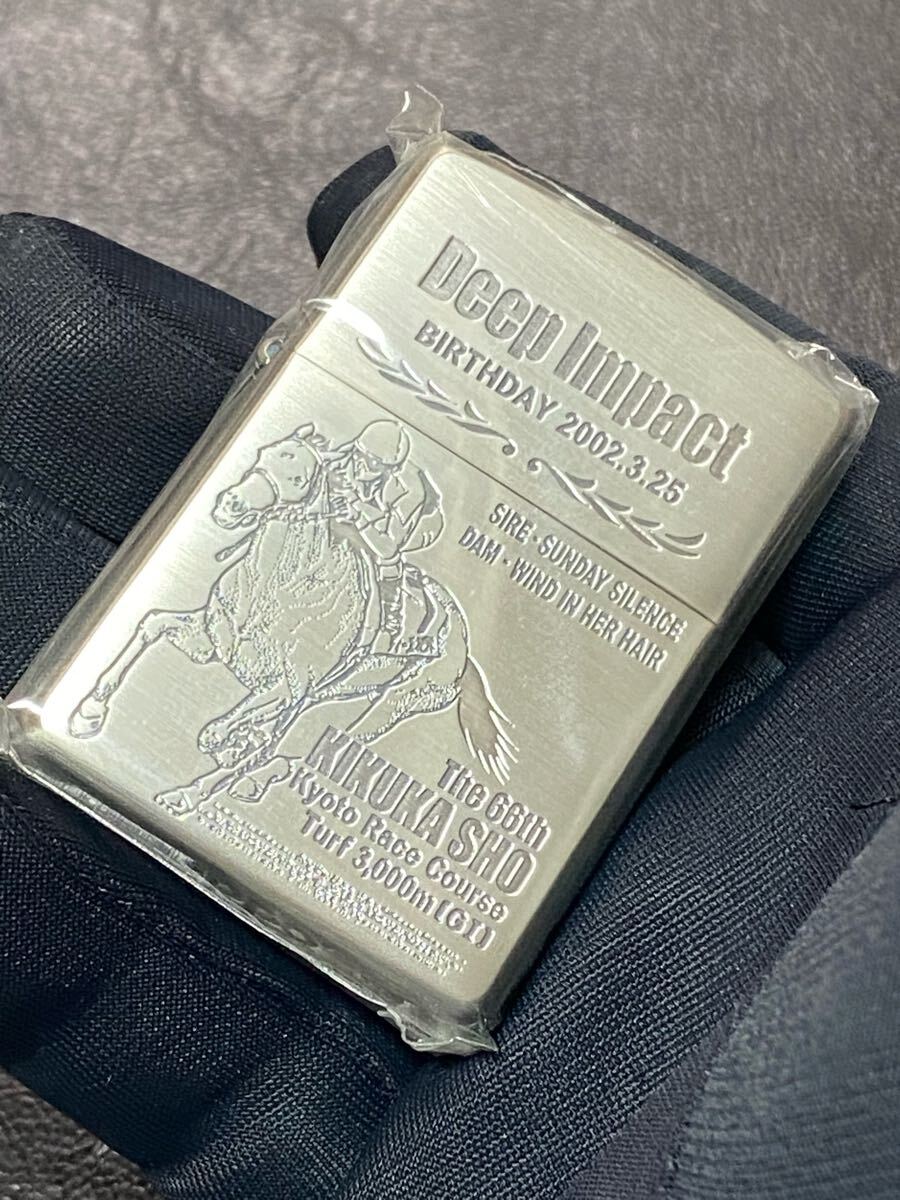 Deep Impact
BIRTHDAY 2002.3.25
SIRE・SUNDAY SILENCE
DAM・WIND IN HER HAIR
The 66th
KIKUKA SHO
Kyoto Race Course
Turf 3,000m [GI]